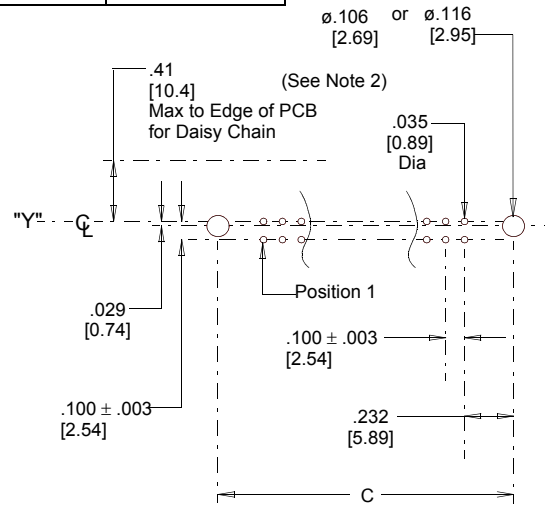 ø.106 or ø.116
[2.69] [2.95]
.41
[10.4]
Max to Edge of PCB
for Daisy Chain
(See Note 2)
.035
[0.89]
Dia
"Y" ℄
Position 1
.029
[0.74]
.100 ± .003
[2.54]
.100 ± .003
[2.54]
.232
[5.89]
C